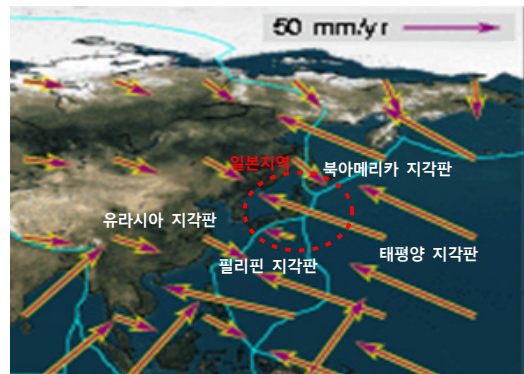 50 mm/yr
일본지역
북아메리카 지각판
유라시아 지각판
태평양 지각판
필리핀 지각판